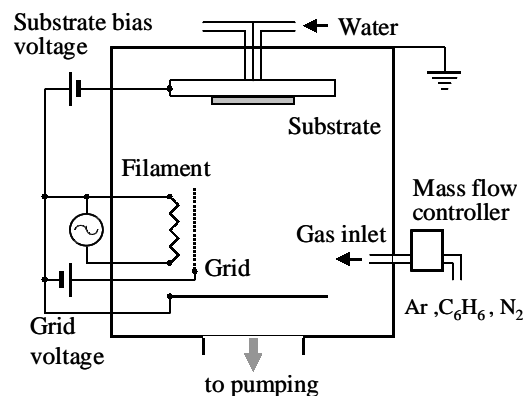 Substrate bias
voltage
Water
Substrate
Filament
Mass flow
controller
Gas inlet
Grid
Ar ,C₆H₆ , N₂
Grid
voltage
to pumping